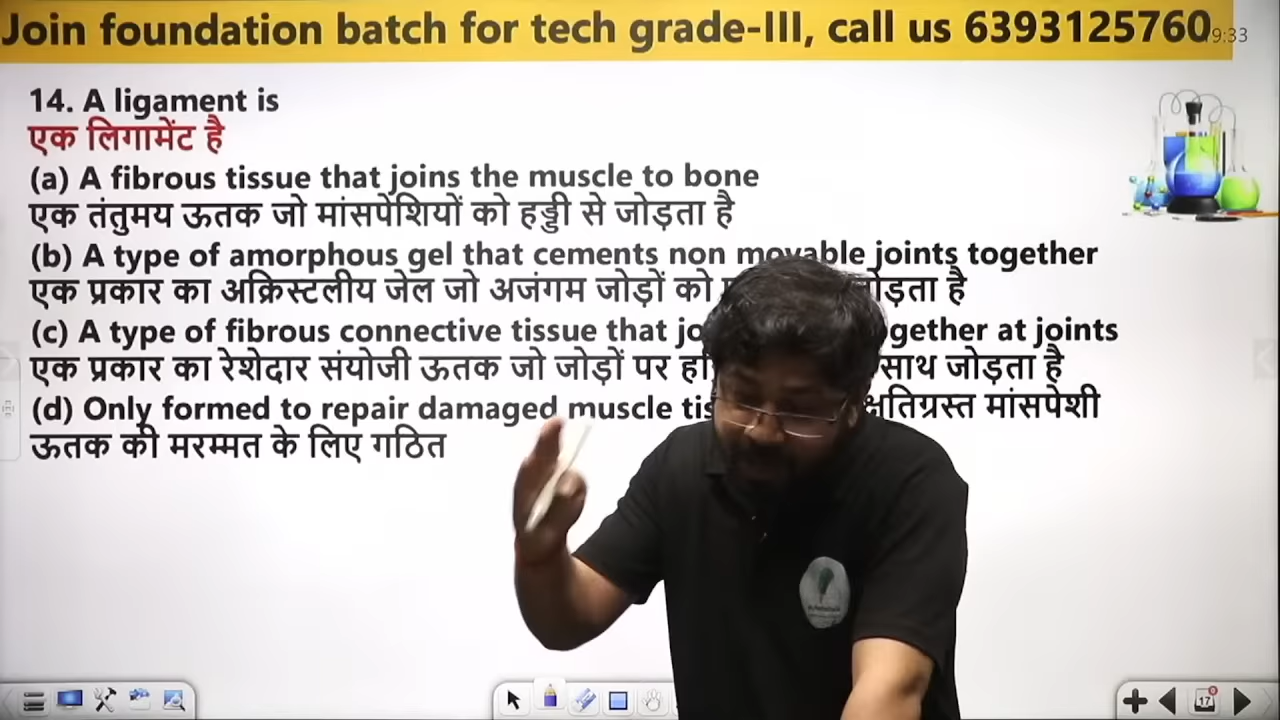 Join foundation batch for tech grade-III, call us 6393125760
9:33
14. A ligament is
एक लिगामेंट है
(a) A fibrous tissue that joins the muscle to bone
एक तंतुमय ऊतक जो मांसपेशियों को हड्डी से जोड़ता है
(b) A type of amorphous gel that cements non movable joints together
एक प्रकार का अक्रिस्टलीय जेल जो अजंगम जोड़ों को जोड़ता है
(c) A type of fibrous connective tissue that together at joints
एक प्रकार का रेशेदार संयोजी ऊतक जो जोड़ों पर साथ जोड़ता है
(d) Only formed to repair damaged muscle क्षतिग्रस्त मांसपेशी
ऊतक की मरम्मत के लिए गठित
17